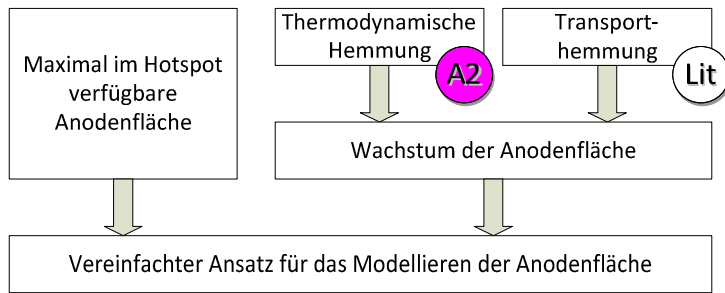 Maximal im Hotspot
verfügbare
Anodenfläche
Thermodynamische
Hemmung
A2
Transport-
hemmung
Lit
Wachstum der Anodenfläche
Vereinfachter Ansatz für das Modellieren der Anodenfläche